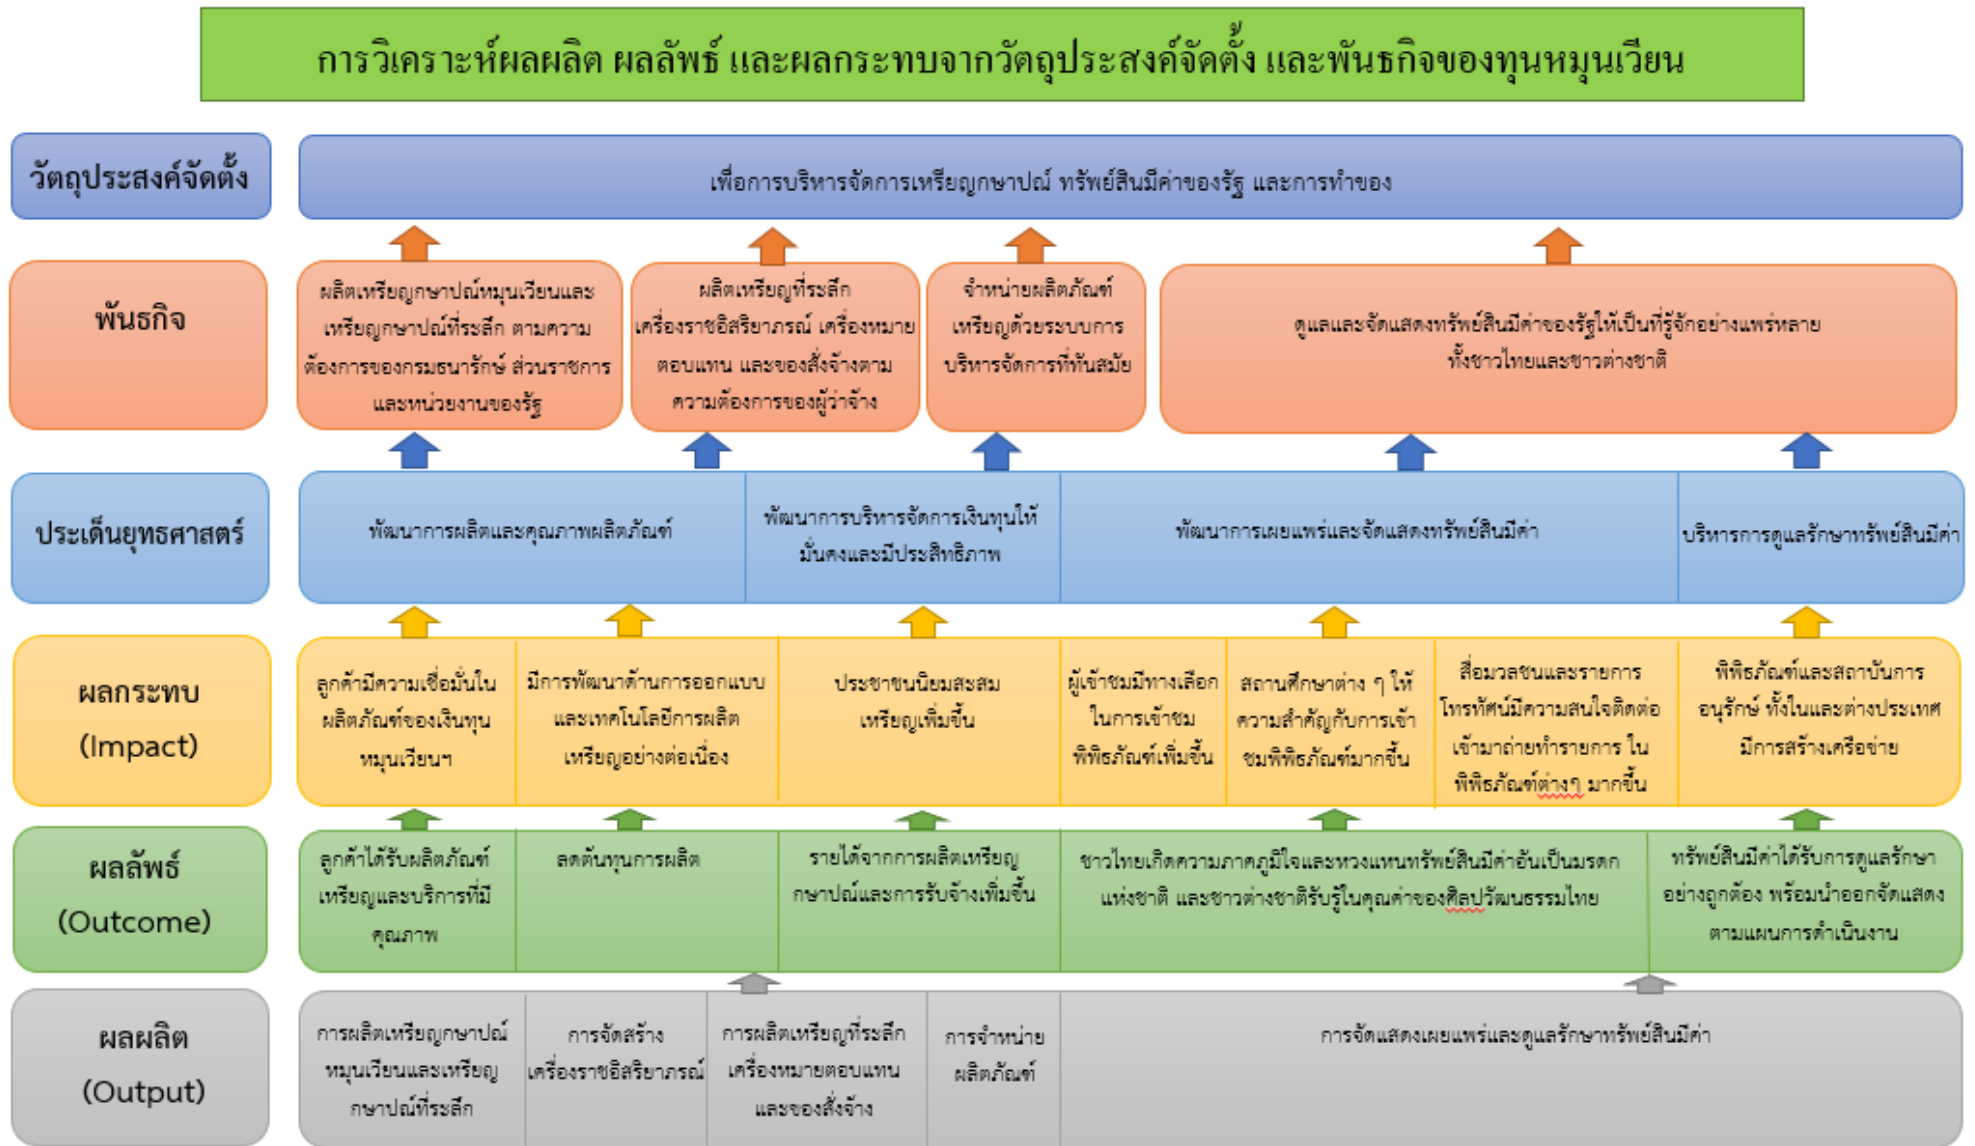 การวิเคราะห์ผลผลิต ผลลัพธ์ และผลกระทบจากวัตถุประสงค์จัดตั้ง และพันธกิจของทุนหมุนเวียน
วัตถุประสงค์จัดตั้ง
เพื่อการบริหารจัดการเหรียญกษาปณ์ ทรัพย์สินมีค่าของรัฐ และการทำของ
พันธกิจ
ผลิตเหรียญกษาปณ์หมุนเวียนและ
เหรียญกษาปณ์ที่ระลึก ตามความ
ต้องการของกรมธนารักษ์ ส่วนราชการ
และหน่วยงานของรัฐ
ผลิตเหรียญที่ระลึก
เครื่องราชอิสริยาภรณ์ เครื่องหมาย
ตอบแทน และของสั่งจ้างตาม
ความต้องการของผู้ว่าจ้าง
จำหน่ายผลิตภัณฑ์
เหรียญด้วยระบบการ
บริหารจัดการที่ทันสมัย
ดูแลและจัดแสดงทรัพย์สินมีค่าของรัฐให้เป็นที่รู้จักอย่างแพร่หลาย
ทั้งชาวไทยและชาวต่างชาติ
ประเด็นยุทธศาสตร์
พัฒนาการผลิตและคุณภาพผลิตภัณฑ์
พัฒนาการบริหารจัดการเงินทุนให้
มั่นคงและมีประสิทธิภาพ
พัฒนาการเผยแพร่และจัดแสดงทรัพย์สินมีค่า
บริหารการดูแลรักษาทรัพย์สินมีค่า
ผลกระทบ
(Impact)
ลูกค้ามีความเชื่อมั่นใน
ผลิตภัณฑ์ของเงินทุน
หมุนเวียนฯ
มีการพัฒนาด้านการออกแบบ
และเทคโนโลยีการผลิต
เหรียญอย่างต่อเนื่อง
ประชาชนนิยมสะสม
เหรียญเพิ่มขึ้น
ผู้เข้าชมมีทางเลือก
ในการเข้าชม
พิพิธภัณฑ์เพิ่มขึ้น
สถานศึกษาต่าง ๆ ให้
ความสำคัญกับการเข้า
ชมพิพิธภัณฑ์มากขึ้น
สื่อมวลชนและรายการ
โทรทัศน์มีความสนใจติดต่อ
เข้ามาถ่ายทำรายการ ใน
พิพิธภัณฑ์ต่างๆ มากขึ้น
พิพิธภัณฑ์และสถาบันการ
อนุรักษ์ ทั้งในและต่างประเทศ
มีการสร้างเครือข่าย
ผลลัพธ์
(Outcome)
ลูกค้าได้รับผลิตภัณฑ์
เหรียญและบริการที่มี
คุณภาพ
ลดต้นทุนการผลิต
รายได้จากการผลิตเหรียญ
กษาปณ์และการรับจ้างเพิ่มขึ้น
ชาวไทยเกิดความภาคภูมิใจและหวงแหนทรัพย์สินมีค่าอันเป็นมรดก
แห่งชาติ และชาวต่างชาติรับรู้ในคุณค่าของศิลปวัฒนธรรมไทย
ทรัพย์สินมีค่าได้รับการดูแลรักษา
อย่างถูกต้อง พร้อมนำออกจัดแสดง
ตามแผนการดำเนินงาน
ผลผลิต
(Output)
การผลิตเหรียญกษาปณ์
หมุนเวียนและเหรียญ
กษาปณ์ที่ระลึก
การจัดสร้าง
เครื่องราชอิสริยาภรณ์
การผลิตเหรียญที่ระลึก
เครื่องหมายตอบแทน
และของสั่งจ้าง
การจำหน่าย
ผลิตภัณฑ์
การจัดแสดงเผยแพร่และดูแลรักษาทรัพย์สินมีค่า